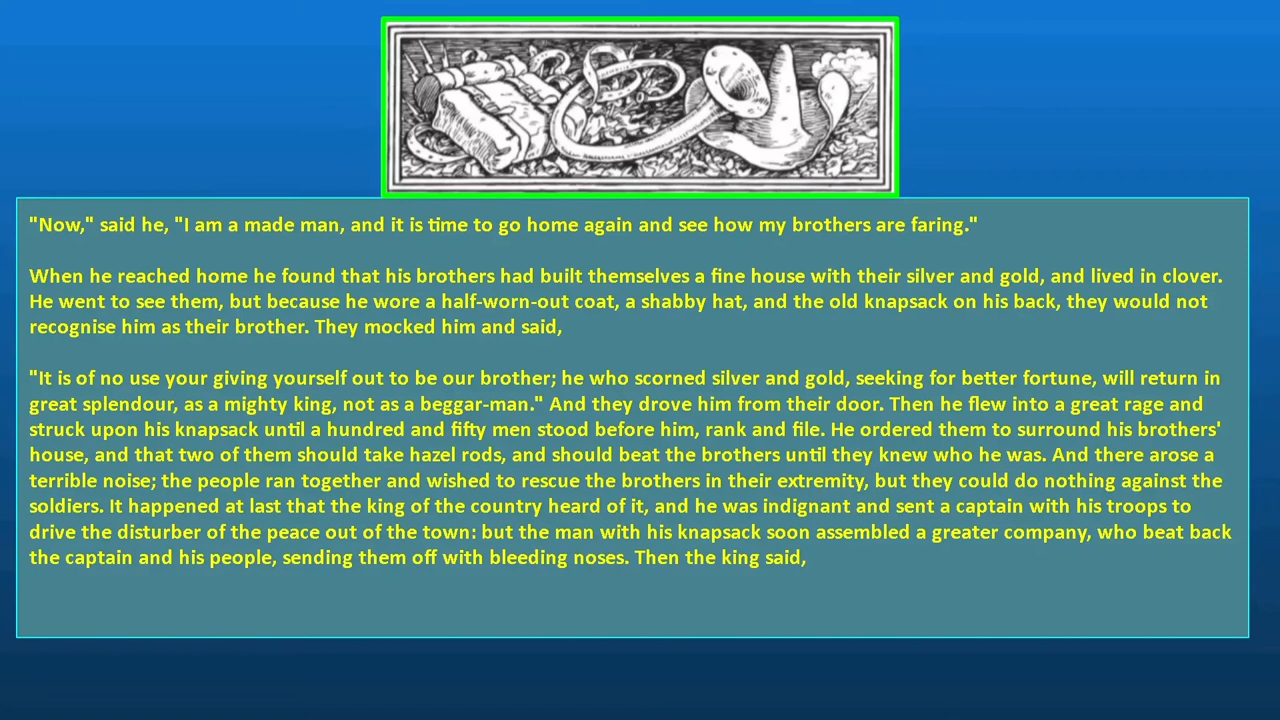 "Now," said he, "I am a made man, and it is time to go home again and see how my brothers are faring."
When he reached home he found that his brothers had built themselves a fine house with their silver and gold, and lived in clover.
He went to see them, but because he wore a half-worn-out coat, a shabby hat, and the old knapsack on his back, they would not
recognise him as their brother. They mocked him and said,
"It is of no use your giving yourself out to be our brother; he who scorned silver and gold, seeking for better fortune, will return in
great splendour, as a mighty king, not as a beggar-man." And they drove him from their door. Then he flew into a great rage and
struck upon his knapsack until a hundred and fifty men stood before him, rank and file. He ordered them to surround his brothers'
house, and that two of them should take hazel rods, and should beat the brothers until they knew who he was. And there arose a
terrible noise; the people ran together and wished to rescue the brothers in their extremity, but they could do nothing against the
soldiers. It happened at last that the king of the country heard of it, and he was indignant and sent a captain with his troops to
drive the disturber of the peace out of the town: but the man with his knapsack soon assembled a greater company, who beat back
the captain and his people, sending them off with bleeding noses. Then the king said,